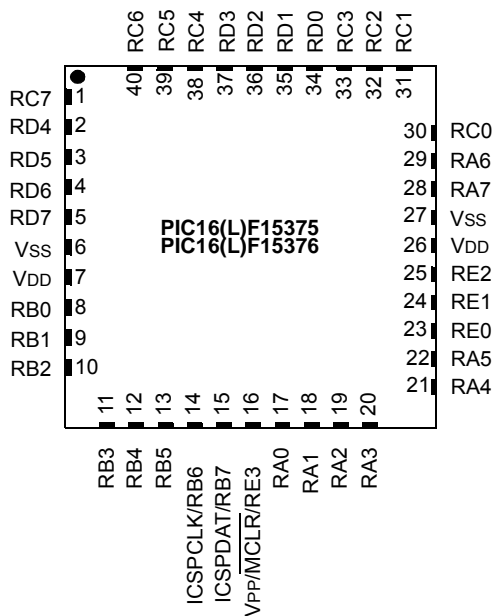 RC6 RC5 RC4 RD3 RD2 RD1 RD0 RC3 RC2 RC1
40 39 38 37 36 35 34 33 32 31
RC7 1
RD4 2
RD5 3
RD6 4
RD7 5
VSS 6
VDD 7
RB0 8
RB1 9
RB2 10
PIC16(L)F15375
PIC16(L)F15376
30 RC0
29 RA6
28 RA7
27 VSS
26 VDD
25 RE2
24 RE1
23 RE0
22 RA5
21 RA4
11 12 13 14 15 16 17 18 19 20
RB3 RB4 RB5 ICSPCLK/RB6 ICSPDAT/RB7 VPP/MCLR/RE3 RA0 RA1 RA2 RA3